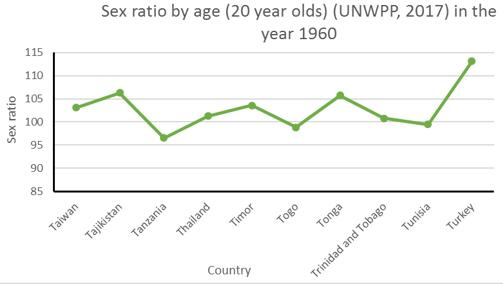 Sex ratio by age (20 year olds) (UNWPP, 2017) in the
year 1960
115
110
105
100
95
90
85
Sex ratio
Taiwan
Tajikistan
Tanzania
Thailand
Timor
Togo
Tonga
Trinidad and Tobago
Tunisia
Turkey
Country